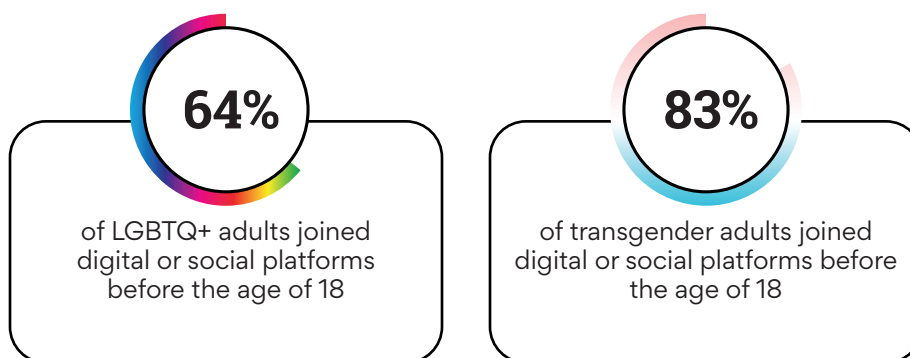 64%
of LGBTQ+ adults joined
digital or social platforms
before the age of 18
83%
of transgender adults joined
digital or social platforms before
the age of 18